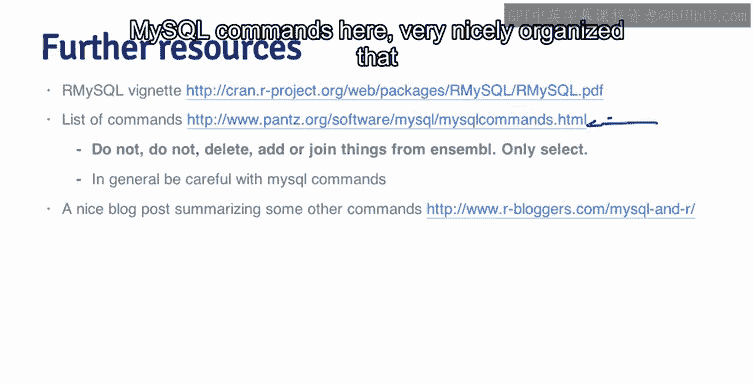 MySQL commands here, very nicely organized
that
Further resources
· RMySQL vignette http://cran.r-project.org/web/packages/RMySQL/RMySQL.pdf
· List of commands http://www.pantz.org/software/mysql/mysqlcommands.html
- Do not, do not, delete, add or join things from ensembl. Only select.
- In general be careful with mysql commands
· A nice blog post summarizing some other commands http://www.r-bloggers.com/mysql-and-r/